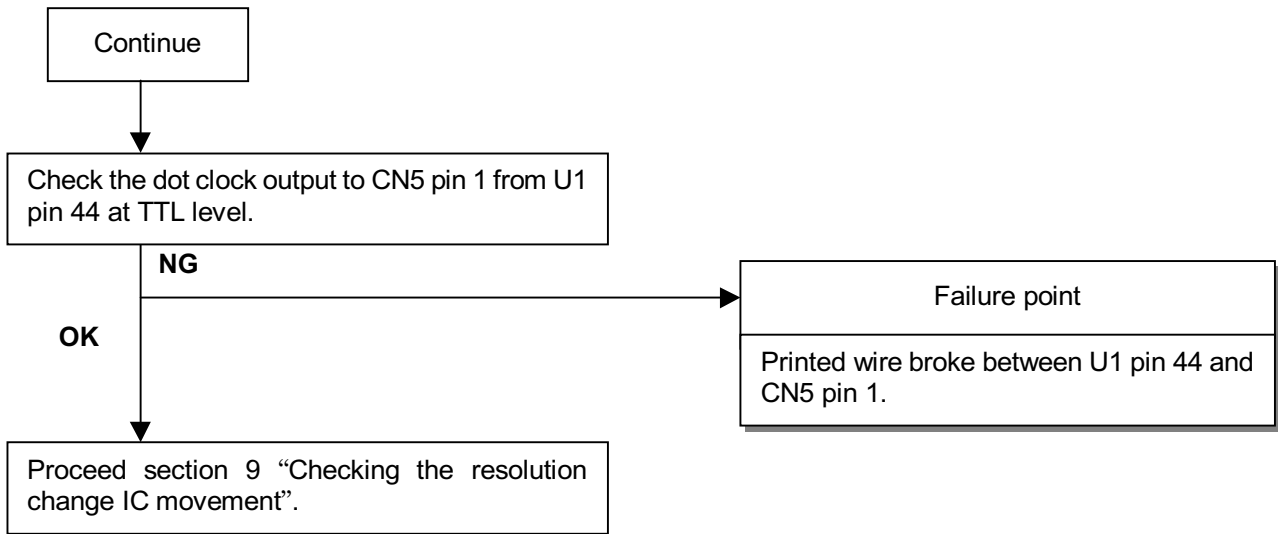 Continue
Check the dot clock output to CN5 pin 1 from U1
pin 44 at TTL level.
NG
Failure point
OK
Printed wire broke between U1 pin 44 and
CN5 pin 1.
Proceed section 9 “Checking the resolution
change IC movement”.